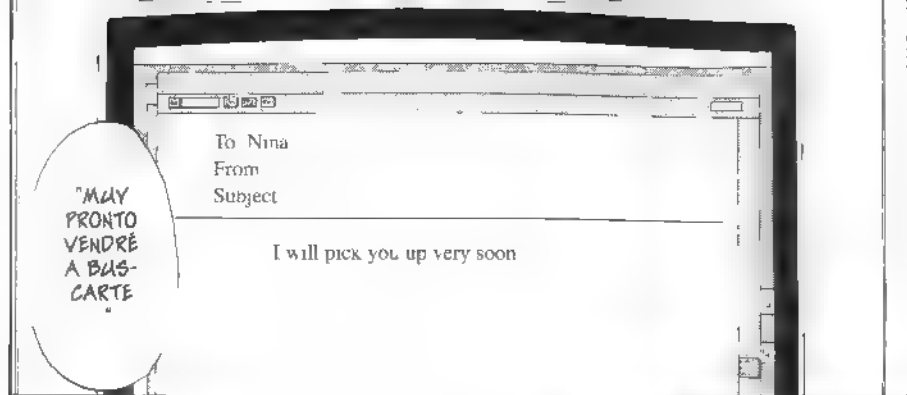 To Nina
From
Subject
I will pick you up very soon
"MUY
PRONTO
VENDRÉ
A BUS-
CARTE
"